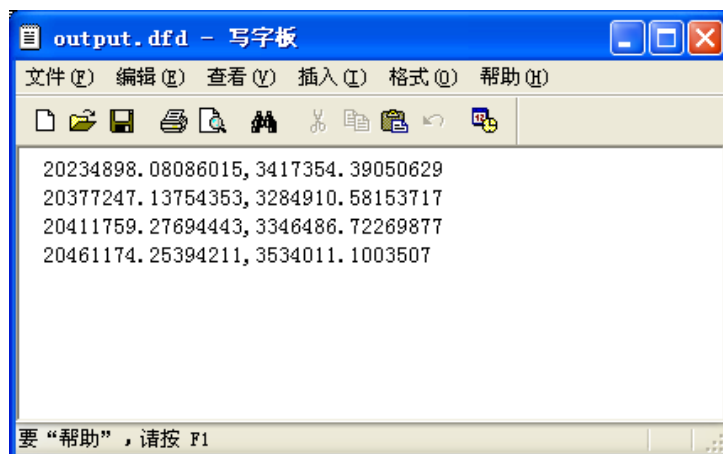 output.dfd - 写字板
文件(F) 编辑(E) 查看(V) 插入(I) 格式(O) 帮助(H)
20234898.08086015,3417354.39050629
20377247.13754353,3284910.58153717
20411759.27694443,3346486.72269877
20461174.25394211,3534011.1003507
要“帮助”，请按 F1